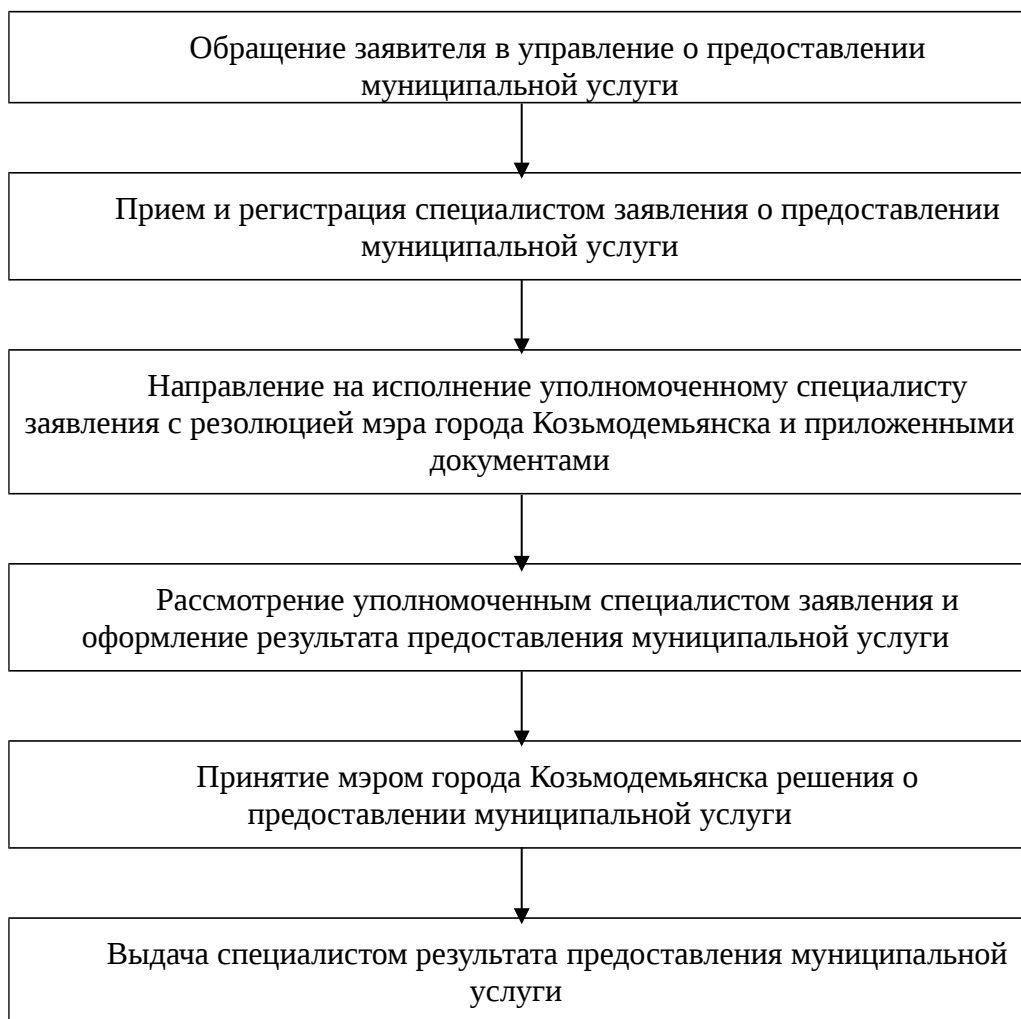 Обращение заявителя в управление о предоставлении
муниципальной услуги
Прием и регистрация специалистом заявления о предоставлении
муниципальной услуги
Направление на исполнение уполномоченному специалисту
заявления с резолюцией мэра города Козьмодемьянска и приложенными
документами
Рассмотрение уполномоченным специалистом заявления и
оформление результата предоставления муниципальной услуги
Принятие мэром города Козьмодемьянска решения о
предоставлении муниципальной услуги
Выдача специалистом результата предоставления муниципальной
услуги